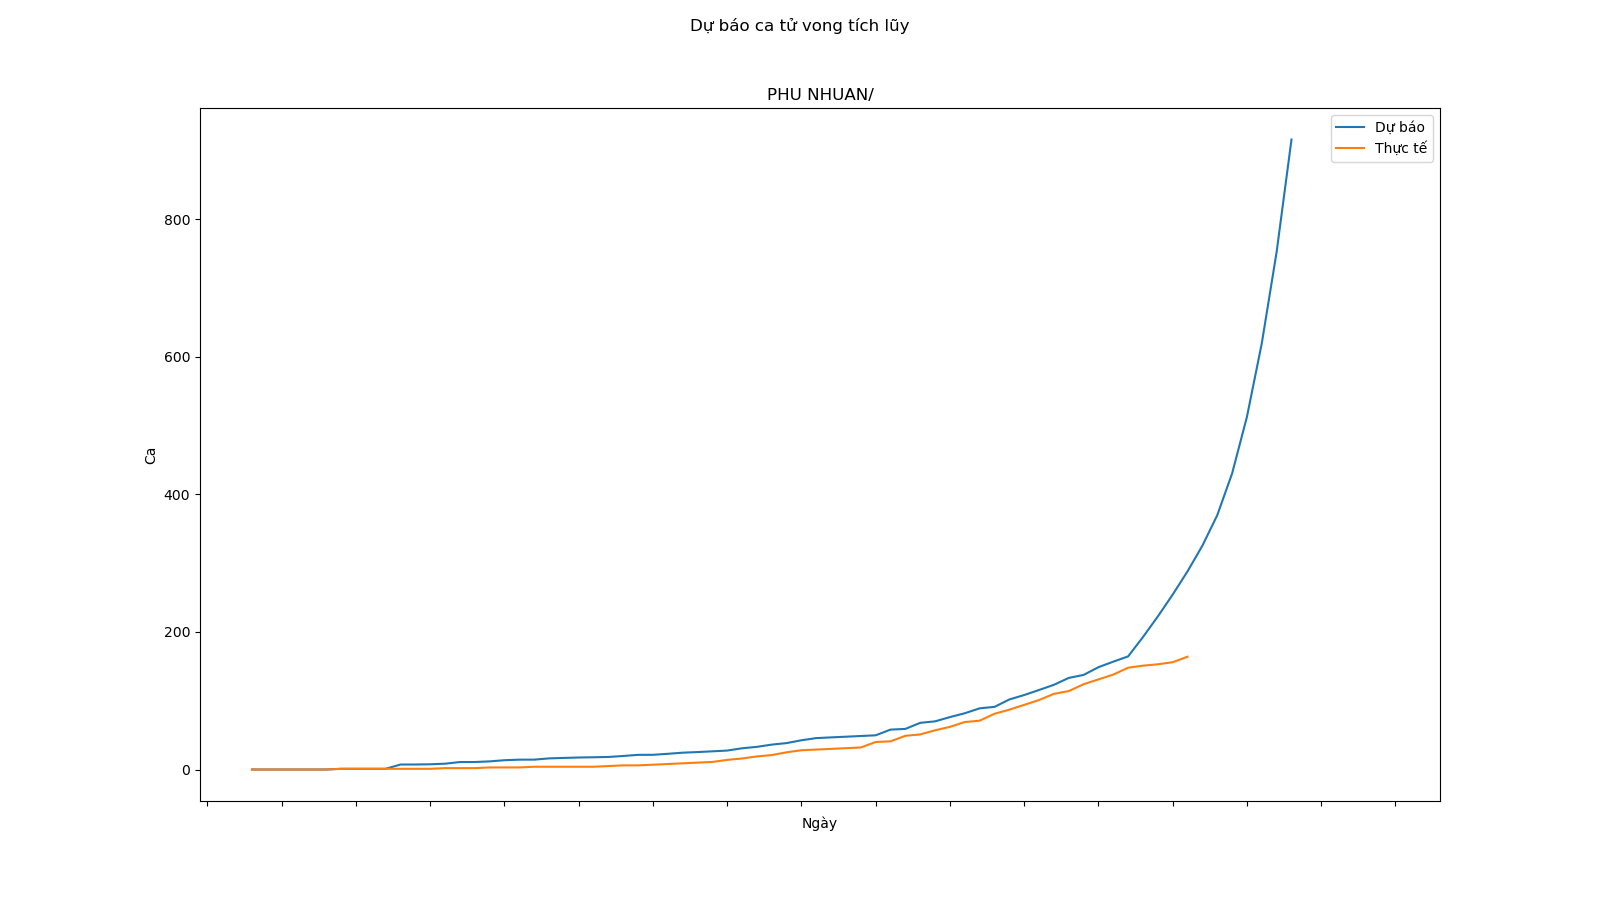 Dự báo ca tử vong tích lũy
PHU NHUAN/
Dự báo
Thực tế
800
600
400
200
0
Ca
Ngày